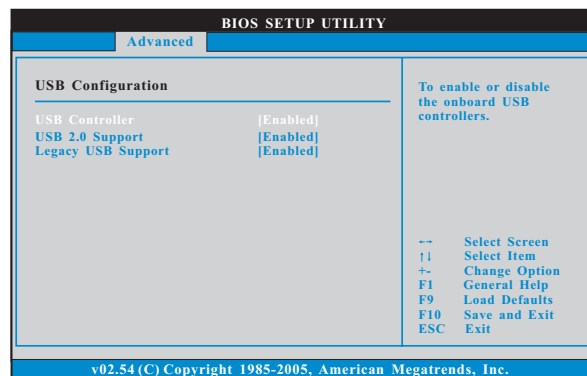 BIOS SETUP UTILITY
Advanced
USB Configuration
USB Controller [Enabled]
USB 2.0 Support [Enabled]
Legacy USB Support [Enabled]
To enable or disable
the onboard USB
controllers.
←→ Select Screen
↑↓ Select Item
+- Change Option
F1 General Help
F9 Load Defaults
F10 Save and Exit
ESC Exit
v02.54 (C) Copyright 1985-2005, American Megatrends, Inc.